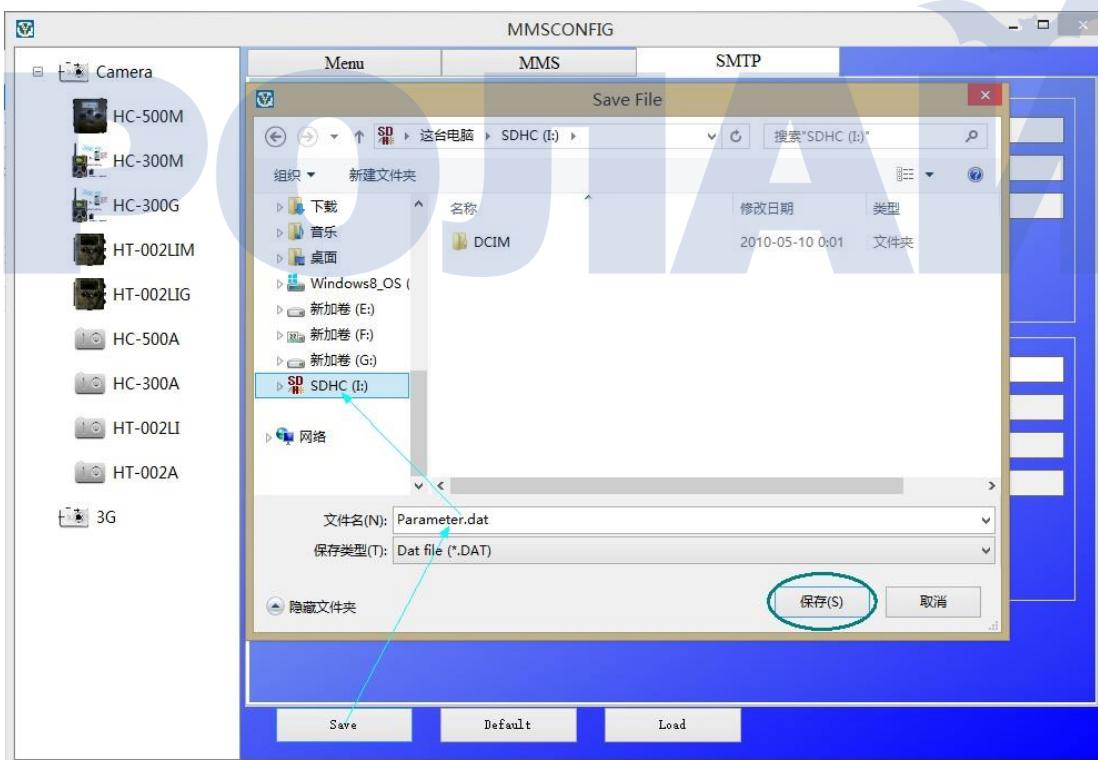 MMSCONFIG
Camera
HC-500M
HC-300M
HC-300G
HT-002LIM
HT-002LIG
HC-500A
HC-300A
HT-002LI
HT-002A
3G
Menu MMS SMTP
Save File
这台电脑 SDHC (I:)
搜索"SDHC (I:)"
组织 新建文件夹
下载
音乐
桌面
Windows8_OS (
新加卷 (E:)
新加卷 (F:)
新加卷 (G:)
SDHC (I:)
网络
名称 修改日期 类型
DCIM 2010-05-10 0:01 文件夹
文件名(N): Parameter.dat
保存类型(T): Dat file (*.DAT)
隐藏文件夹 保存(S) 取消
Save Default Load